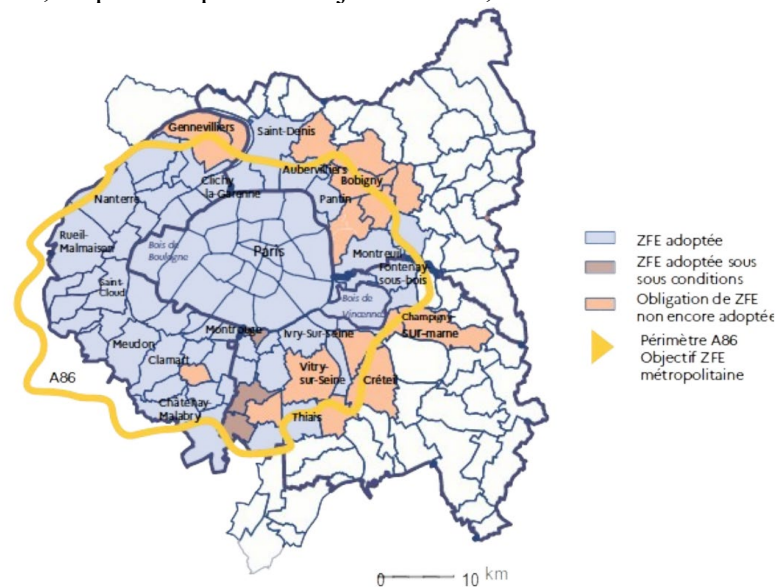 Gennevilliers
Saint-Denis
Aubervilliers
Bobigny
Clichy
la-Garenne
Pantin
Nanterre
Rueil-
Malmaison
Bois de
Boulogne
Paris
Montreuil
Fontenay
sous-bois
Saint-
Cloud
Bois de
Vincennes
Champigny
sur-marne
Montrouge
Ivry-Sur-seine
Meudon
Clamart
Vitry-
sur-Seine
Créteil
A86
Châtenay-
Malabry
Thiais
ZFE adoptée
ZFE adoptée sous
sous conditions
Obligation de ZFE
non encore adoptée
Périmètre A86
Objectif ZFE
métropolitaine
0 10 km